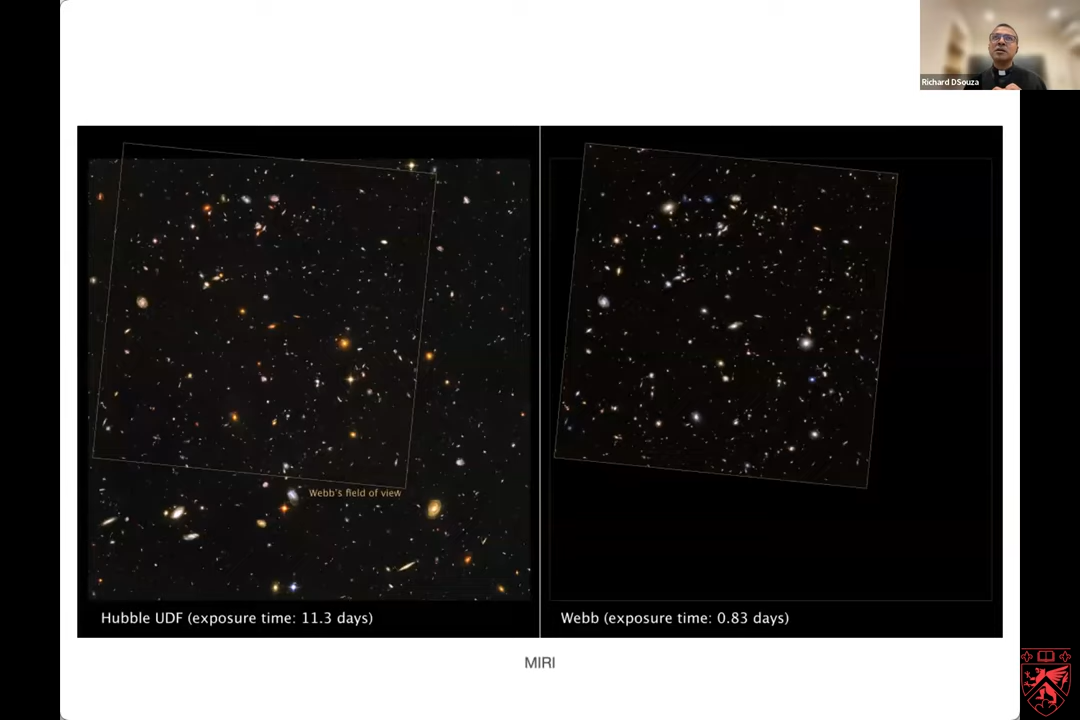 Richard DSouza
Webb's field of view
Hubble UDF (exposure time: 11.3 days)
Webb (exposure time: 0.83 days)
MIRI